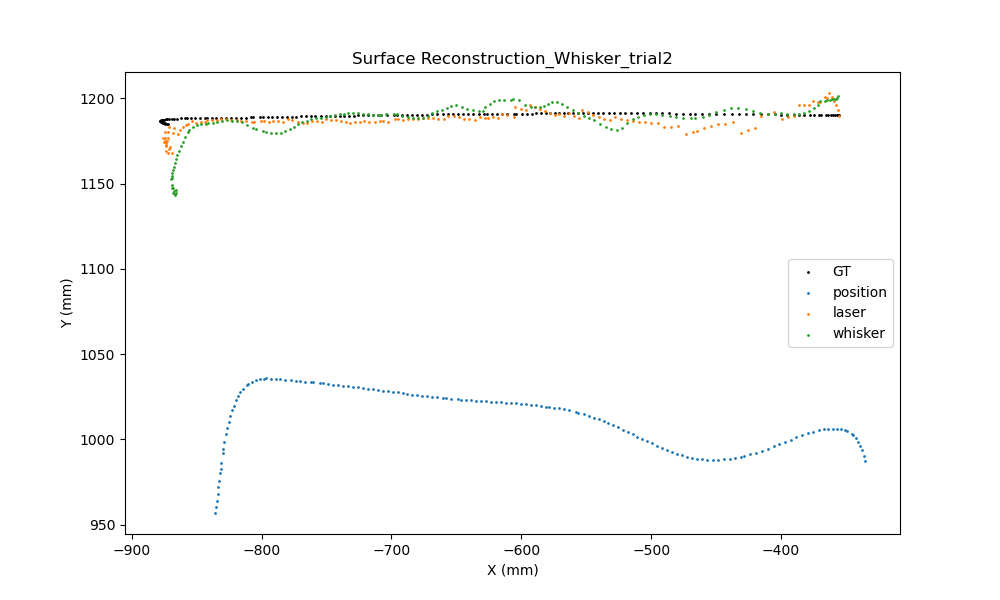 Surface Reconstruction_Whisker_trial2
1200
1150
1100
1050
1000
950
Y (mm)
GT
position
laser
whisker
−900
−800
−700
−600
−500
−400
X (mm)